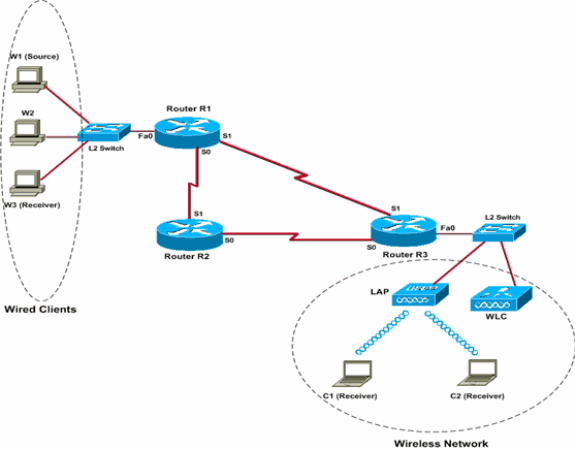 W1 (Source)
W2
W3 (Receiver)
L2 Switch
Fa0
Router R1
S1
S0
S1
S0
Router R2
S1
S0
Router R3
Fa0
L2 Switch
LAP
WLC
C1 (Receiver)
C2 (Receiver)
Wired Clients
Wireless Network